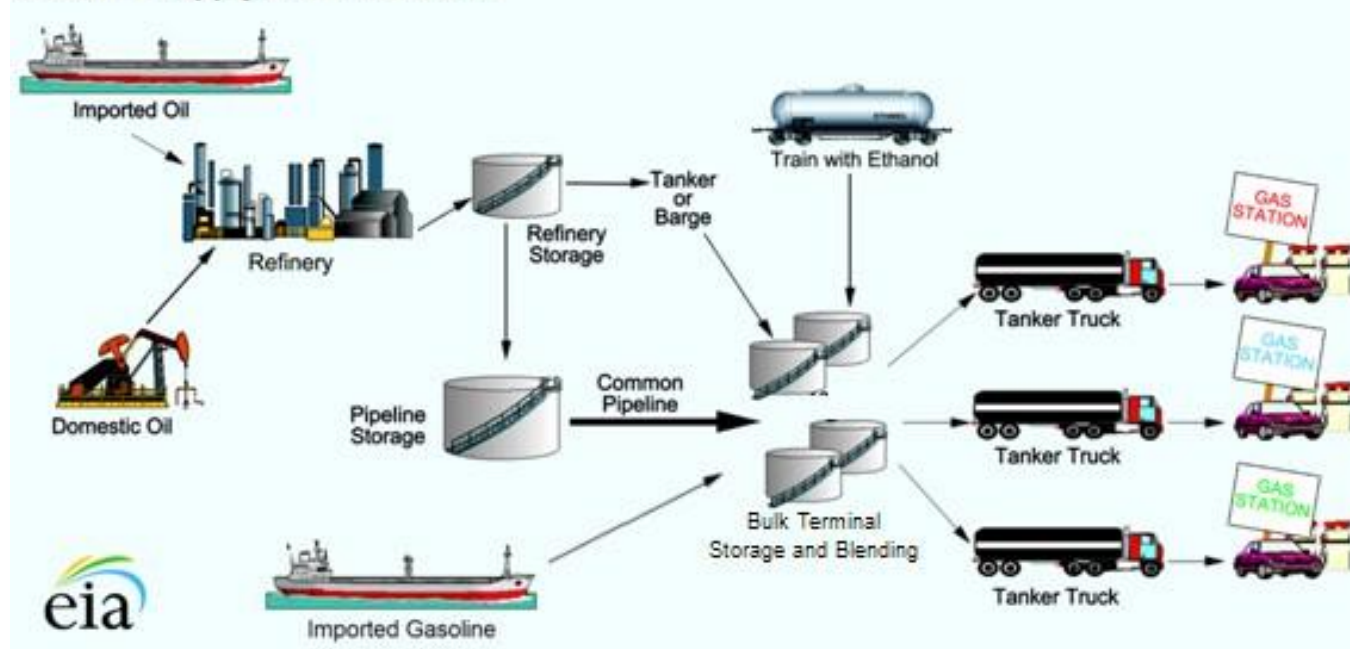 Imported Oil
Train with Ethanol
ETHANOL
Tanker
or
Barge
GAS
STATION
Refinery
Storage
Refinery
Tanker Truck
GAS
STATION
Domestic Oil
Pipeline
Storage
Common
Pipeline
Tanker Truck
GAS
STATION
Bulk Terminal
Storage and Blending
Tanker Truck
eia
Imported Gasoline